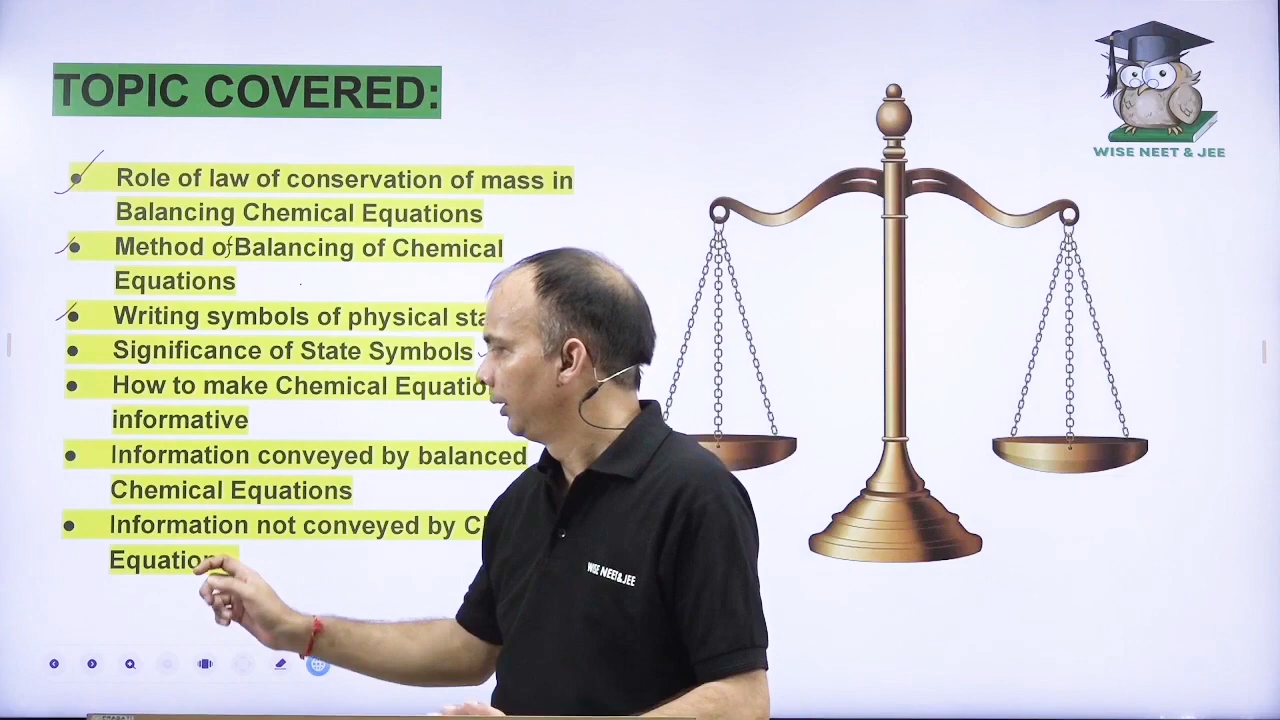 TOPIC COVERED:
WISE NEET & JEE
Role of law of conservation of mass in
Balancing Chemical Equations
Method of Balancing of Chemical
Equations
Writing symbols of physical
Significance of State Symbols
How to make Chemical
informative
Information conveyed by balanced
Chemical Equations
Information not conveyed by
WISE NEET&JEE